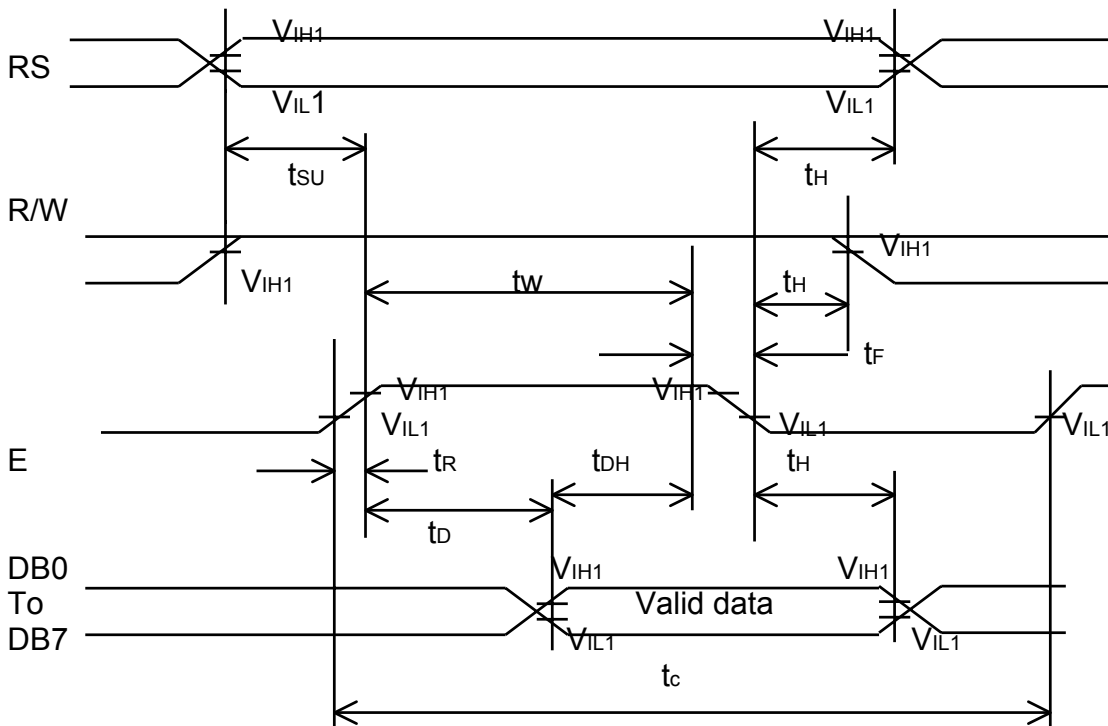 VIH1 VIH1
RS
VIL1 VIL1
tSU tH
R/W
VIH1
VIH1
tw tH
tF
VIH1 VIH1
VIL1 VIL1 VIL1
E
tR tDH tH
tD
DB0 VIH1 VIH1
To Valid data
DB7 VIL1 VIL1
tc